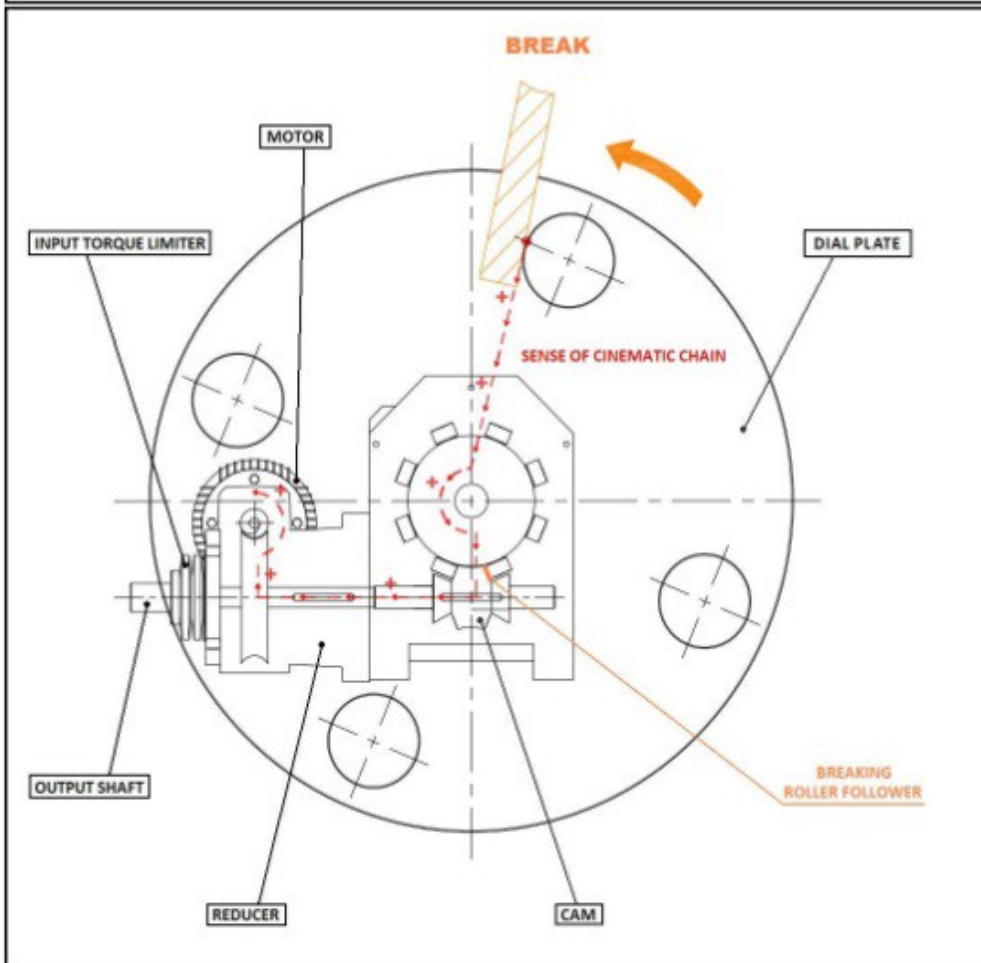 BREAK
MOTOR
INPUT TORQUE LIMITER
DIAL PLATE
SENSE OF CINEMATIC CHAIN
OUTPUT SHAFT
BREAKING
ROLLER FOLLOWER
REDUCER
CAM